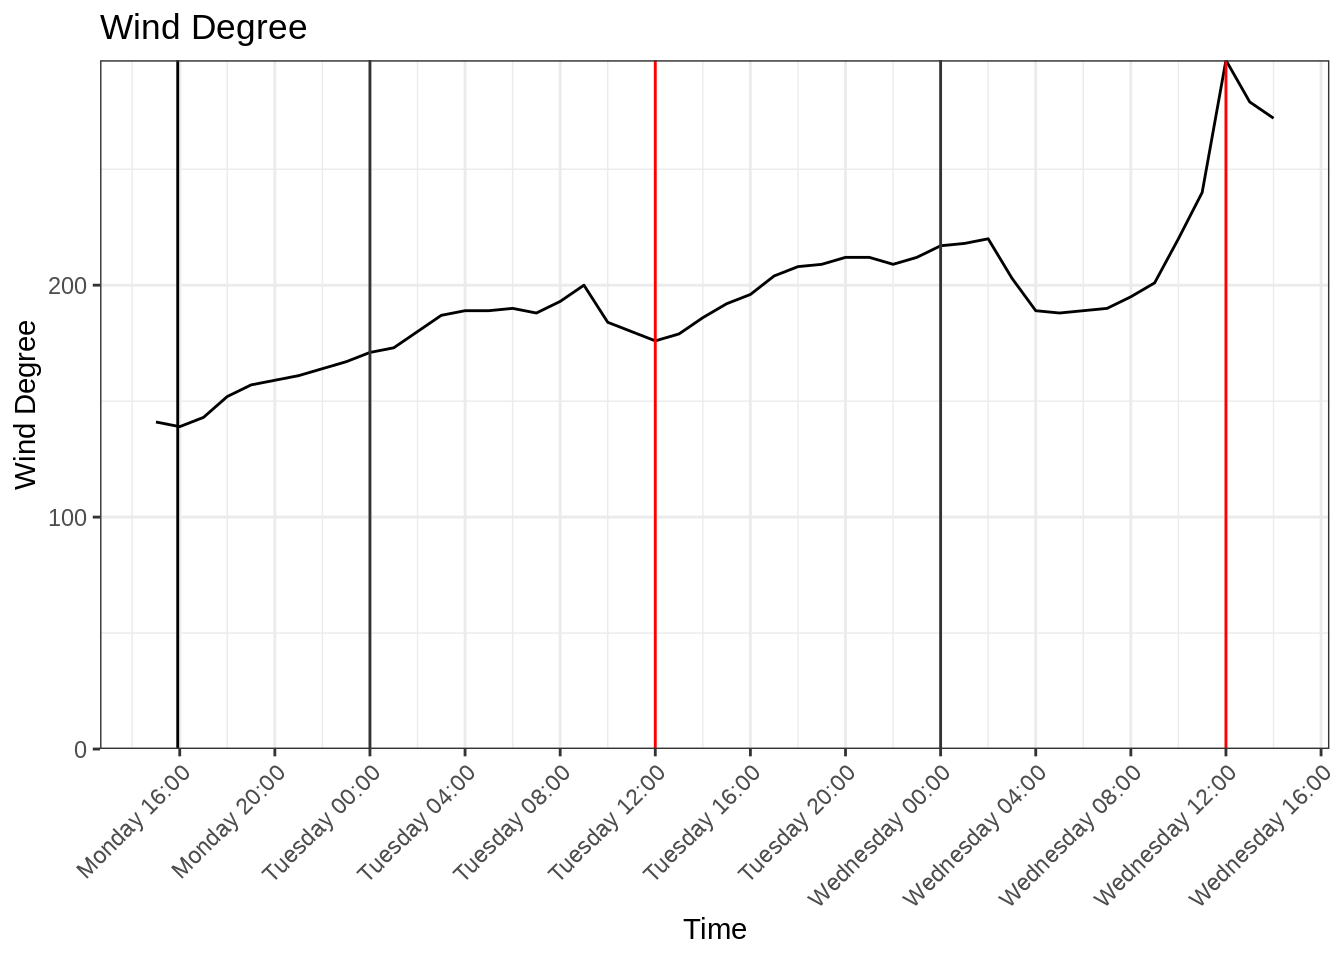 Wind Degree
Wind Degree
200
100
0
Monday 16:00
Monday 20:00
Tuesday 00:00
Tuesday 04:00
Tuesday 08:00
Tuesday 12:00
Tuesday 16:00
Tuesday 20:00
Wednesday 00:00
Wednesday 04:00
Wednesday 08:00
Wednesday 12:00
Wednesday 16:00
Time